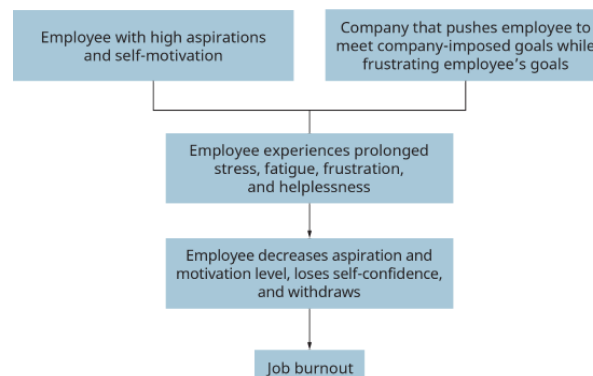 Employee with high aspirations
and self-motivation
Company that pushes employee to
meet company-imposed goals while
frustrating employee’s goals
Employee experiences prolonged
stress, fatigue, frustration,
and helplessness
Employee decreases aspiration and
motivation level, loses self-confidence,
and withdraws
Job burnout